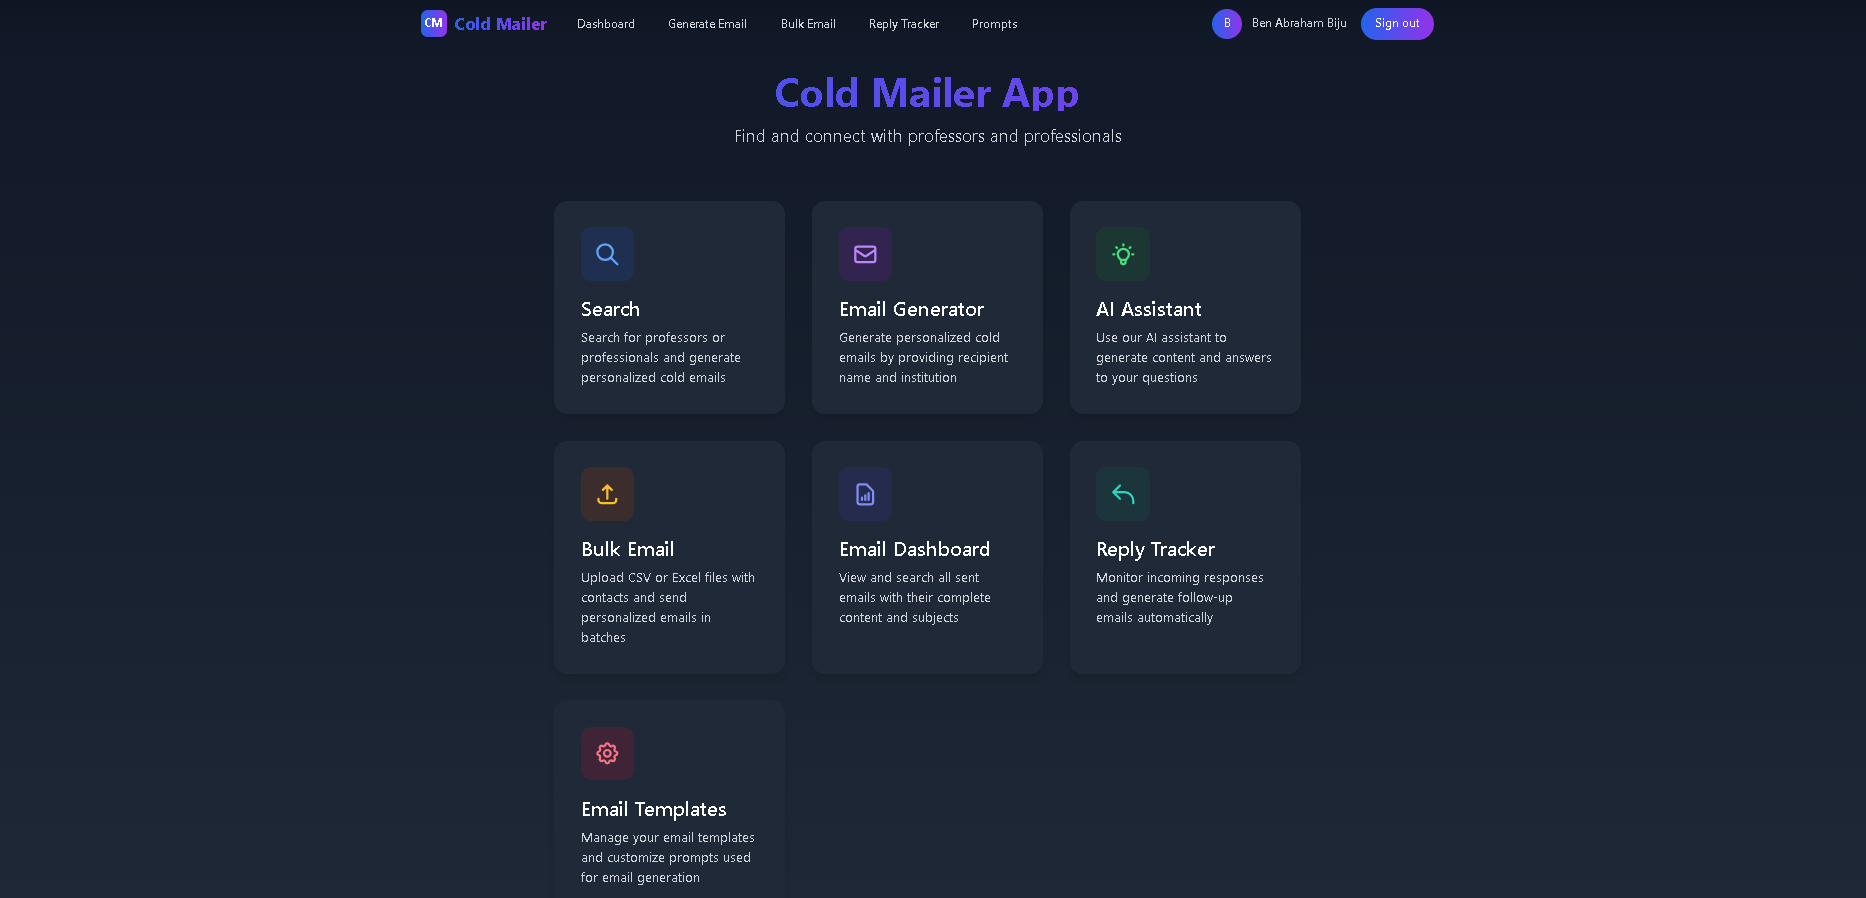 CM Cold Mailer Dashboard Generate Email Bulk Email Reply Tracker Prompts B Ben Abraham Biju Sign out
Cold Mailer App
Find and connect with professors and professionals
Search
Search for professors or
professionals and generate
personalized cold emails
Email Generator
Generate personalized cold
emails by providing recipient
name and institution
AI Assistant
Use our AI assistant to
generate content and answers
to your questions
Bulk Email
Upload CSV or Excel files with
contacts and send
personalized emails in
batches
Email Dashboard
View and search all sent
emails with their complete
content and subjects
Reply Tracker
Monitor incoming responses
and generate follow-up
emails automatically
Email Templates
Manage your email templates
and customize prompts used
for email generation